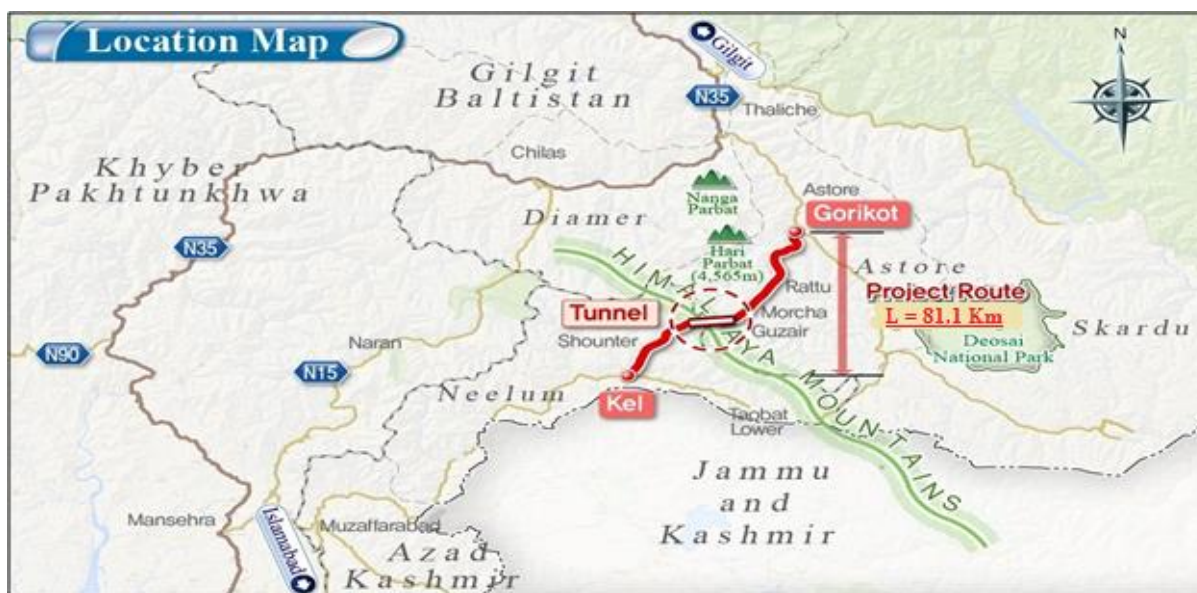 Location Map
Gilgit
N
Gilgit
Baltistan
N35
Thaliche
Khyber
Pakhtunkhwa
Chilas
Nanga
Parbat
Astore
Gorikot
Diamer
N35
Hari
Parbat
(4,565m)
Astore
Rattu
Project Route
L = 81.1 Km
Tunnel
Morcha
Guzair
Skardu
Shounter
Deosai
National Park
HIMALLAYA MOUNTAINS
N90
Naran
N15
Neelum
Kel
Taobat
Lower
Jammu
and
Kashmir
Mansehra
Islamabad
Muzaffarabad
Azad
Kashmir